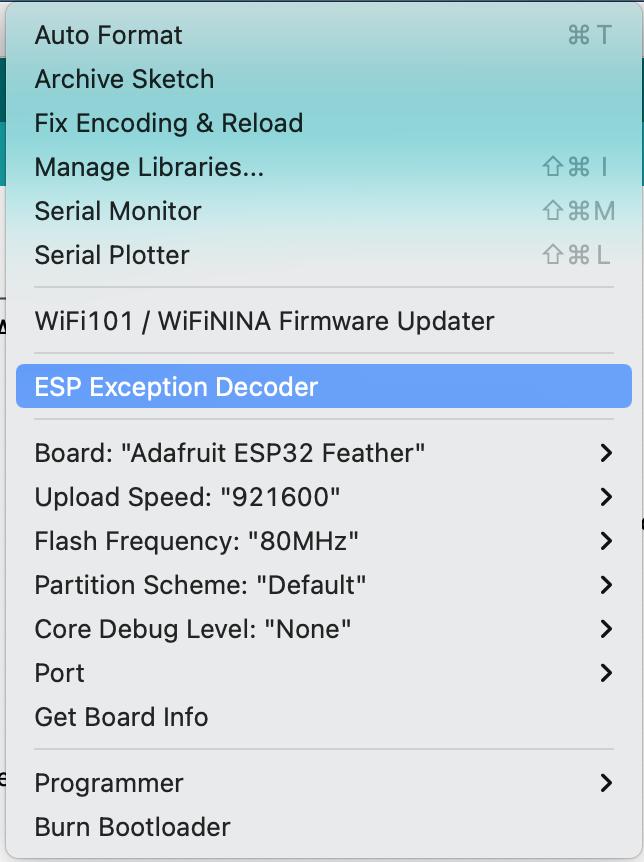 Auto Format ⌘ T
Archive Sketch
Fix Encoding & Reload
Manage Libraries... ⇧⌘ I
Serial Monitor ⇧⌘M
Serial Plotter ⇧⌘ L
WiFi101 / WiFiNINA Firmware Updater
ESP Exception Decoder
Board: "Adafruit ESP32 Feather"
Upload Speed: "921600"
Flash Frequency: "80MHz"
Partition Scheme: "Default"
Core Debug Level: "None"
Port
Get Board Info
Programmer
Burn Bootloader